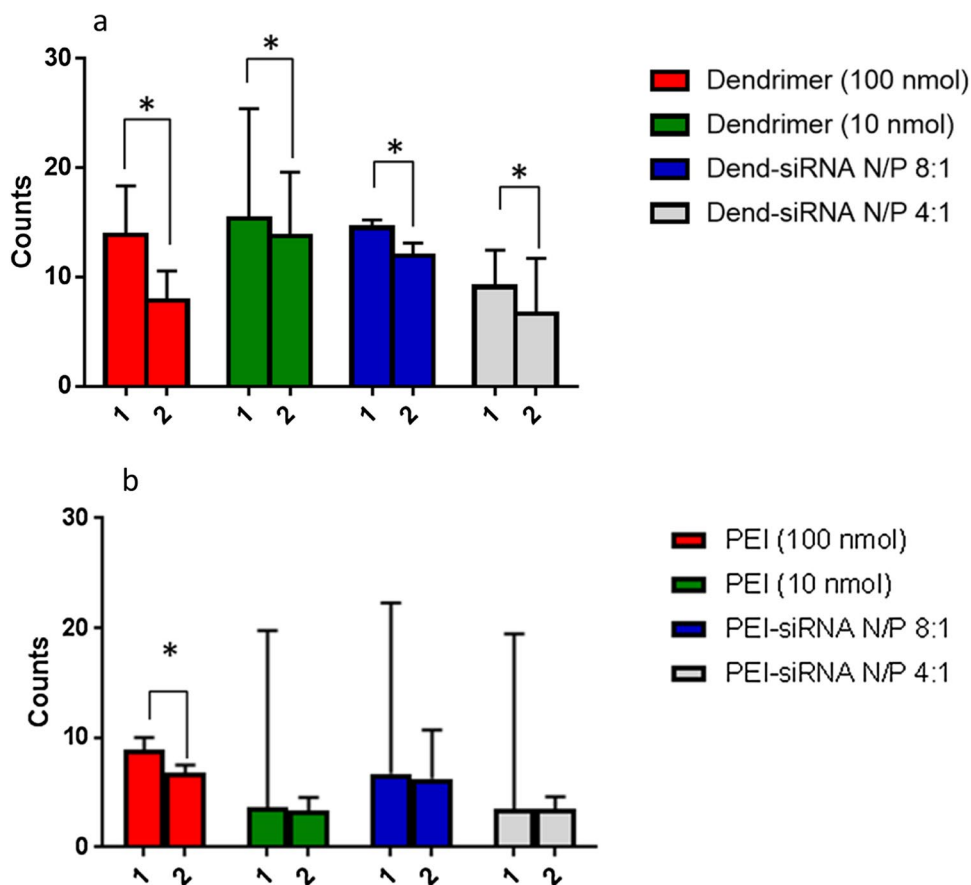 a
30
20
10
0
Counts
*
*
*
*
1 2 1 2 1 2 1 2
Dendrimer (100 nmol)
Dendrimer (10 nmol)
Dend-siRNA N/P 8:1
Dend-siRNA N/P 4:1
b
30
20
10
0
Counts
*
1 2 1 2 1 2 1 2
PEI (100 nmol)
PEI (10 nmol)
PEI-siRNA N/P 8:1
PEI-siRNA N/P 4:1